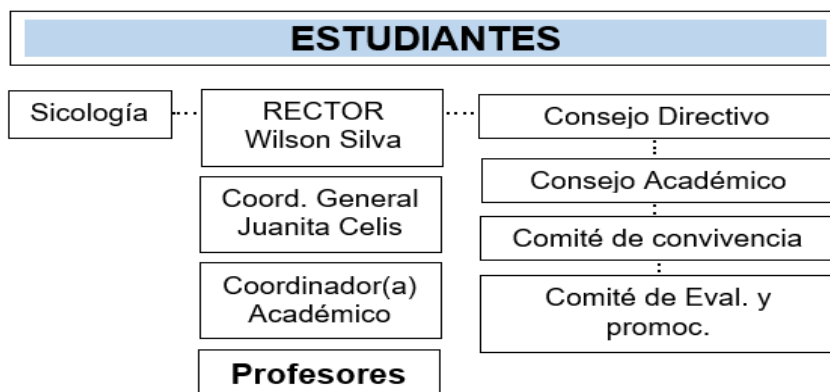 ESTUDIANTES
Sicología
RECTOR
Wilson Silva
Coord. General
Juanita Celis
Coordinador(a)
Académico
Profesores
Consejo Directivo
Consejo Académico
Comité de convivencia
Comité de Eval. y
promoc.